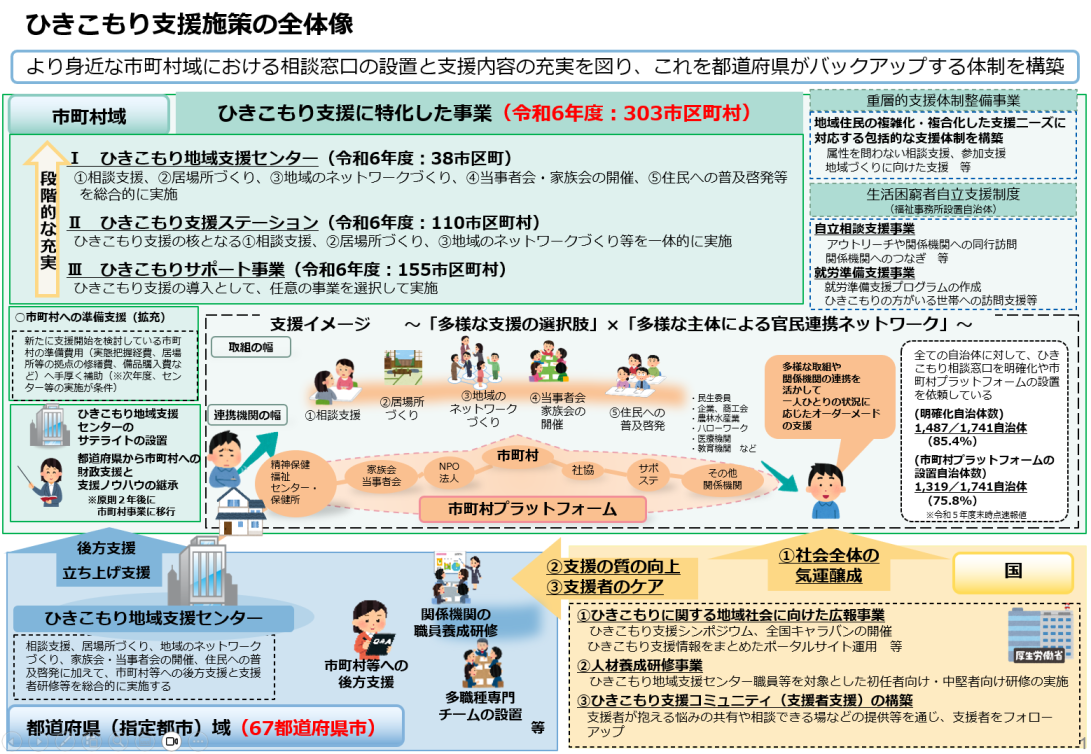 ひきこもり支援施策の全体像
より身近な市町村域における相談窓口の設置と支援内容の充実を図り、これを都道府県がバックアップする体制を構築
市町村域
ひきこもり支援に特化した事業（令和6年度：303市区町村）
段階的な充実
Ⅰ　ひきこもり地域支援センター（令和6年度：38市区町）
①相談支援、②居場所づくり、③地域のネットワークづくり、④当事者会・家族会の開催、⑤住民への普及啓発等
を総合的に実施
Ⅱ　ひきこもり支援ステーション（令和6年度：110市区町村）
ひきこもり支援の核となる①相談支援、②居場所づくり、③地域のネットワークづくり等を一体的に実施
Ⅲ　ひきこもりサポート事業（令和6年度：155市区町村）
ひきこもり支援の導入として、任意の事業を選択して実施
重層的支援体制整備事業
地域住民の複雑化・複合化した支援ニーズに
対応する包括的な支援体制を構築
属性を問わない相談支援、参加支援
地域づくりに向けた支援　等
生活困窮者自立支援制度
（福祉事務所設置自治体）
自立相談支援事業
アウトリーチや関係機関への同行訪問
関係機関へのつなぎ　等
就労準備支援事業
就労準備支援プログラムの作成
ひきこもりの方がいる世帯への訪問支援等
○市町村への準備支援（拡充）
新たに支援開始を検討している市町
村の準備費用（実態把握経費、居場
所等の拠点の修繕費、備品購入費な
ど）へ手厚く補助（※次年度、セン
ター等の実施が条件）
ひきこもり地域支援
センターの
サテライトの設置
都道府県から市町村への
財政支援と
支援ノウハウの継承
※原則２年後に
市町村事業に移行
支援イメージ　～「多様な支援の選択肢」×「多様な主体による官民連携ネットワーク」～
取組の幅
①相談支援
②居場所
づくり
③地域の
ネットワーク
づくり
④当事者会
家族会の
開催
⑤住民への
普及啓発
連携機関の幅
・民生委員
・企業、商工会
・農林水産業
・ハローワーク
・医療機関
・教育機関　など
精神保健
福祉
センター・
保健所
家族会
当事者会
NPO
法人
市町村
社協
サポ
ステ
その他
関係機関
市町村プラットフォーム
多様な取組や
関係機関の連携を
活かして
一人ひとりの状況に
応じたオーダーメード
の支援
全ての自治体に対して、ひき
こもり相談窓口を明確化や市
町村プラットフォームの設置
を依頼している
(明確化自治体数)
1,487／1,741自治体
（85.4%）
(市町村プラットフォームの
設置自治体数)
1,319／1,741自治体
（75.8%）
※令和５年度末時点速報値
後方支援
立ち上げ支援
ひきこもり地域支援センター
相談支援、居場所づくり、地域のネットワーク
づくり、家族会・当事者会の開催、住民への普
及啓発に加えて、市町村等への後方支援と支援
者研修等を総合的に実施する
都道府県（指定都市）域（67都道府県市）
Q&A
市町村等への
後方支援
関係機関の
職員養成研修
多職種専門
チームの設置
等
②支援の質の向上
③支援者のケア
①社会全体の
気運醸成
国
①ひきこもりに関する地域社会に向けた広報事業
ひきこもり支援シンポジウム、全国キャラバンの開催
ひきこもり支援情報をまとめたポータルサイト運用　等
②人材養成研修事業
ひきこもり地域支援センター職員等を対象とした初任者向け・中堅者向け研修の実施
③ひきこもり支援コミュニティ（支援者支援）の構築
支援者が抱える悩みの共有や相談できる場などの提供等を通じ、支援者をフォロー
アップ
厚生労働省
1